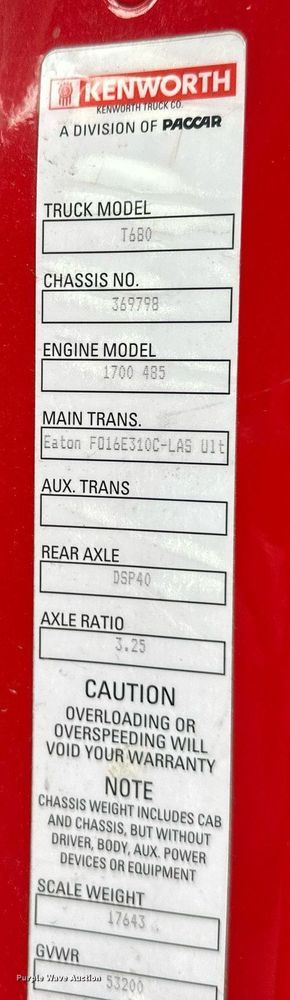 KENWORTH
KENWORTH TRUCK CO.
A DIVISION OF PACCAR
TRUCK MODEL
T680
CHASSIS NO.
369798
ENGINE MODEL
1700 485
MAIN TRANS.
Eaton FO16E310C-LAS Ult
AUX. TRANS
REAR AXLE
DSP40
AXLE RATIO
3.25
CAUTION
OVERLOADING OR
OVERSPEEDING WILL
VOID YOUR WARRANTY
NOTE
CHASSIS WEIGHT INCLUDES CAB
AND CHASSIS, BUT WITHOUT
DRIVER, BODY, AUX. POWER
DEVICES OR EQUIPMENT
SCALE WEIGHT
17643
GVWR
53200
Purple Wave Auction